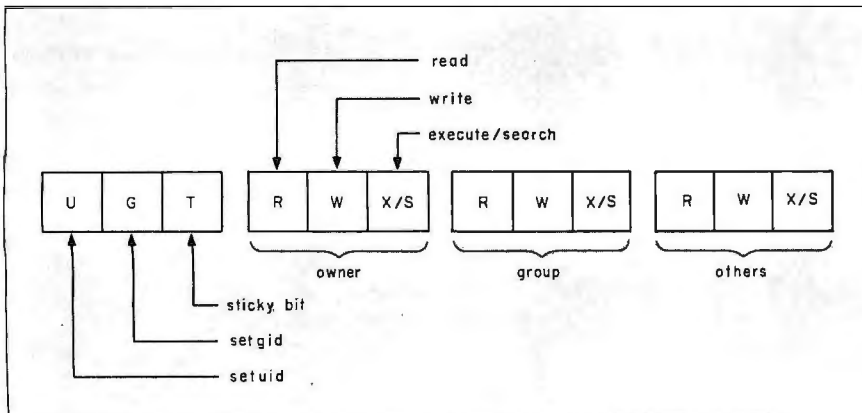 read
write
execute/search
U G T R W X/S R W X/S R W X/S
owner group others
sticky bit
setgid
setuid